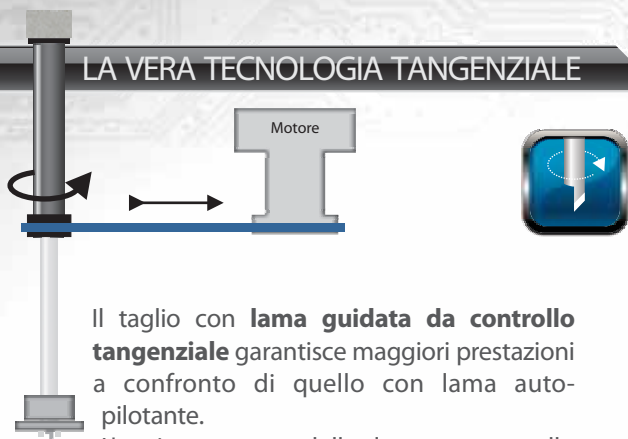 LA VERA TECNOLOGIA TANGENZIALE
Motore
Il taglio con lama guidata da controllo
tangenziale garantisce maggiori prestazioni
a confronto di quello con lama auto-
pilotante.